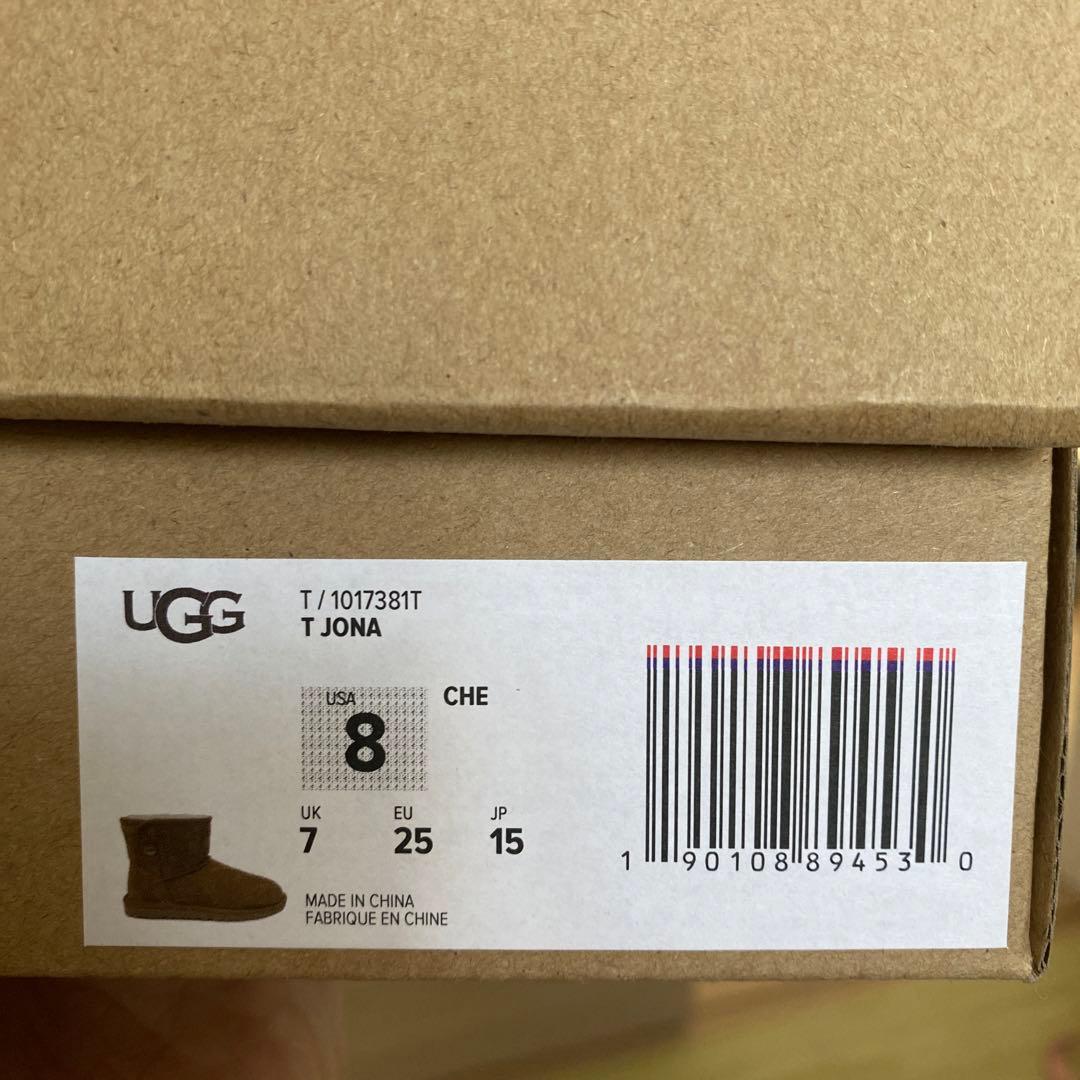 UGG
T / 1017381T
T JONA
USA
8
CHE
UK EU JP
7 25 15
MADE IN CHINA
FABRIQUE EN CHINE
1 90108 89453 0